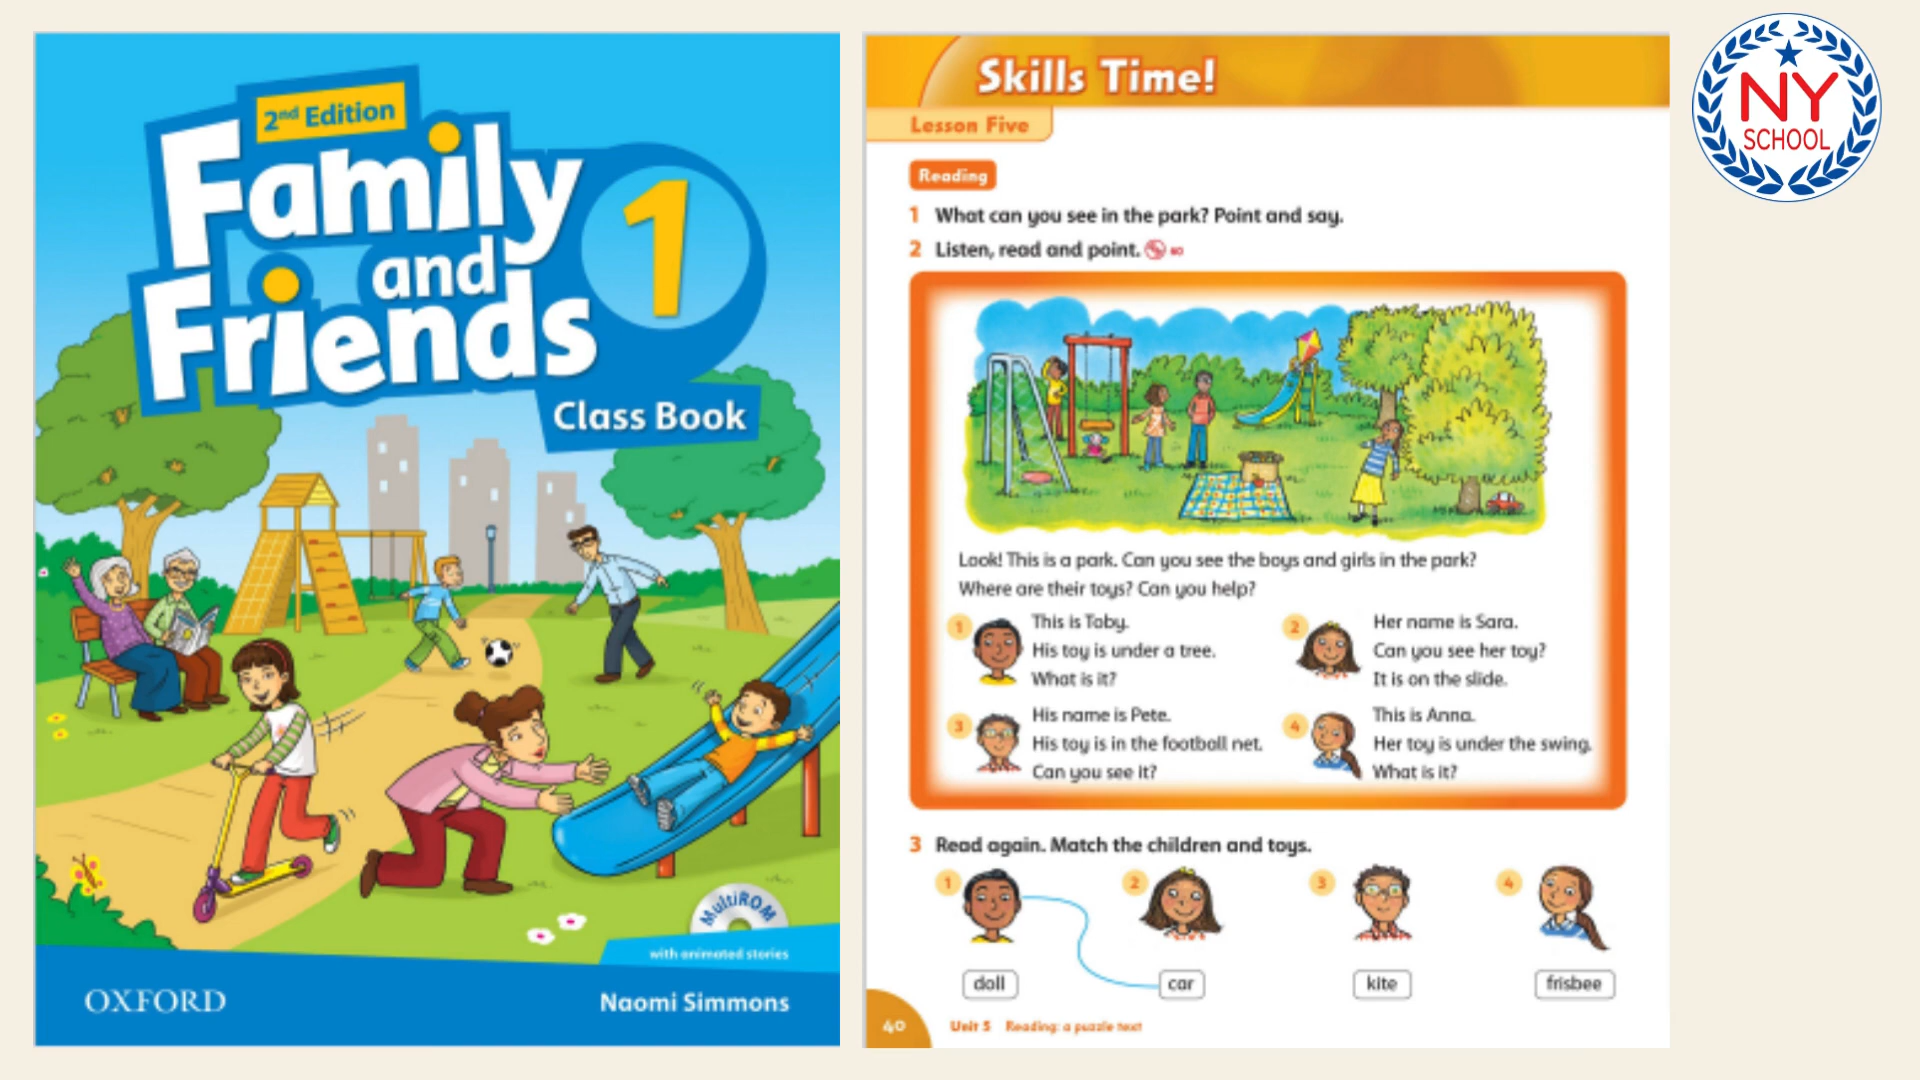 2nd Edition
Family
and
Friends
1
Class Book
MultiROM
with animated stories
OXFORD
Naomi Simmons
Skills Time!
Lesson Five
Reading
1 What can you see in the park? Point and say.
2 Listen, read and point.
Look! This is a park. Can you see the boys and girls in the park?
Where are their toys? Can you help?
1 This is Toby.
His toy is under a tree.
What is it?
2 Her name is Sara.
Can you see her toy?
It is on the slide.
3 His name is Pete.
His toy is in the football net.
Can you see it?
4 This is Anna.
Her toy is under the swing.
What is it?
3 Read again. Match the children and toys.
1 2 3 4
doll car kite frisbee
40 Unit 5 Reading: a puzzle text
NY
SCHOOL